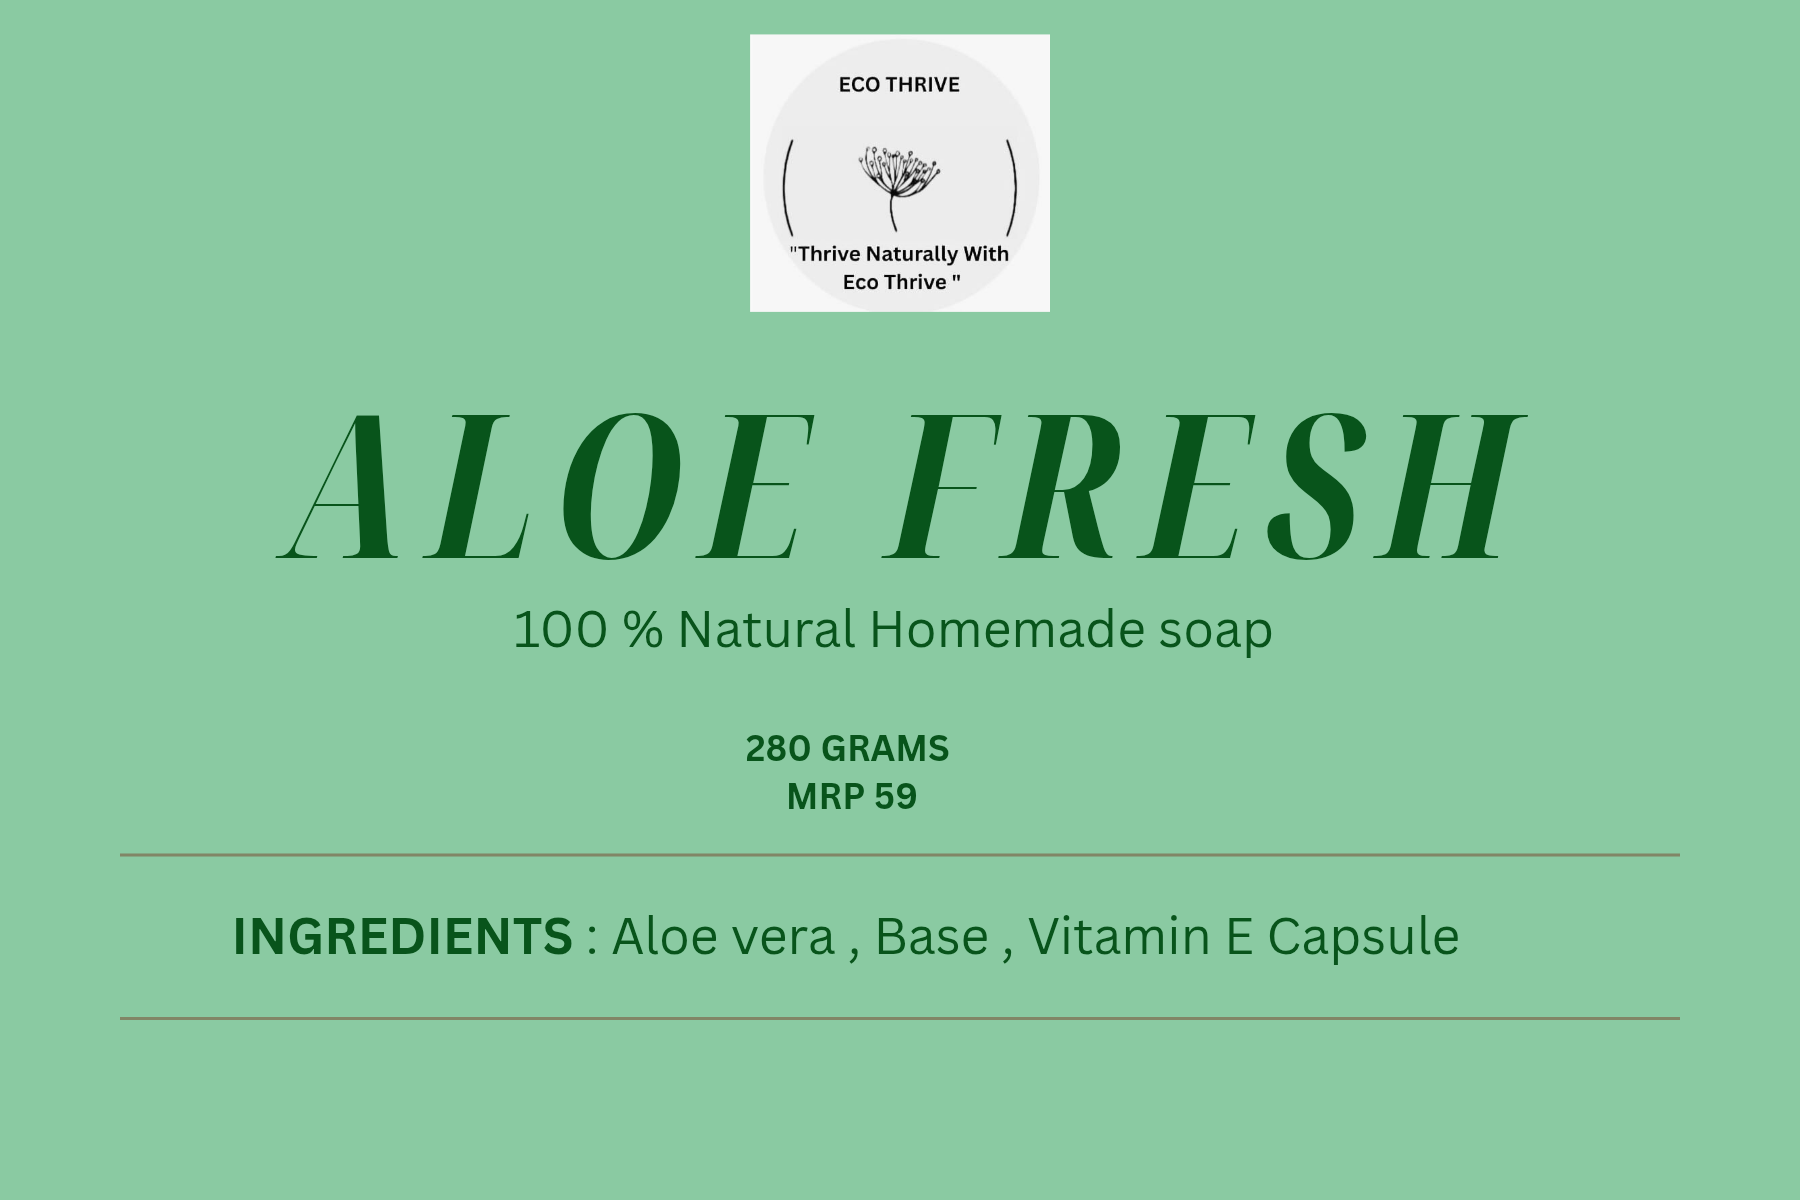 ECO THRIVE
"Thrive Naturally With
Eco Thrive "
ALOE FRESH
100 % Natural Homemade soap
280 GRAMS
MRP 59
INGREDIENTS : Aloe vera , Base , Vitamin E Capsule